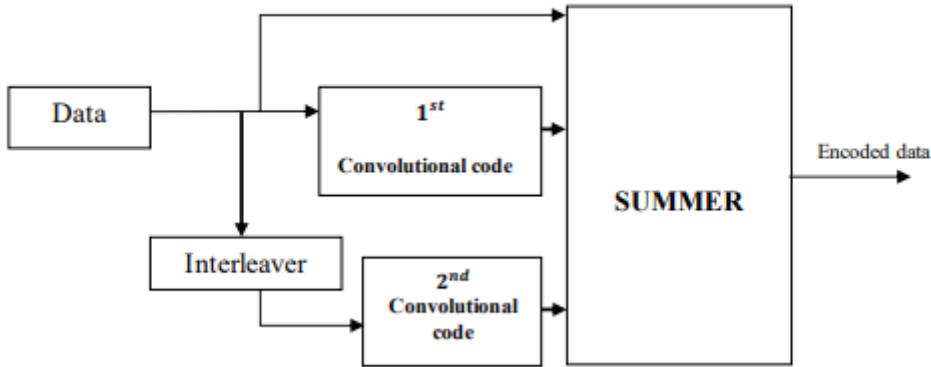 Data
1st
Convolutional code
Encoded data
SUMMER
Interleaver
2nd
Convolutional
code